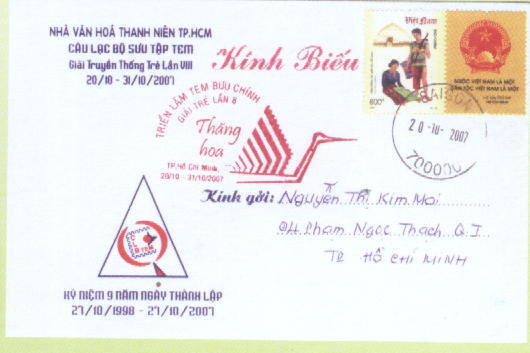 NHÀ VĂN HOÁ THANH NIÊN TP.HCM
CÂU LẠC BỘ SƯU TẬP TEM
Giải Truyền Thống Trẻ Lần VIII
20/10 - 31/10/2007
Kính Biếu
Việt Nam
600đ
NƯỚC VIỆT NAM LÀ MỘT
DÂN TỘC VIỆT NAM LÀ MỘT
SAIGON
20-10-2007
70000
TRIỂN LÃM TEM BƯU CHÍNH
GIẢI TRẺ LẦN 8
Thăng
hoa
TP.Hồ Chí Minh,
20/10 - 31/10/2007
Kính gởi: Nguyễn Thị Kim Mai
Phạm Ngọc Thạch Q.I
TP HỒ CHÍ MINH
KỶ NIỆM 9 NĂM NGÀY THÀNH LẬP
27/10/1998 - 27/10/2007